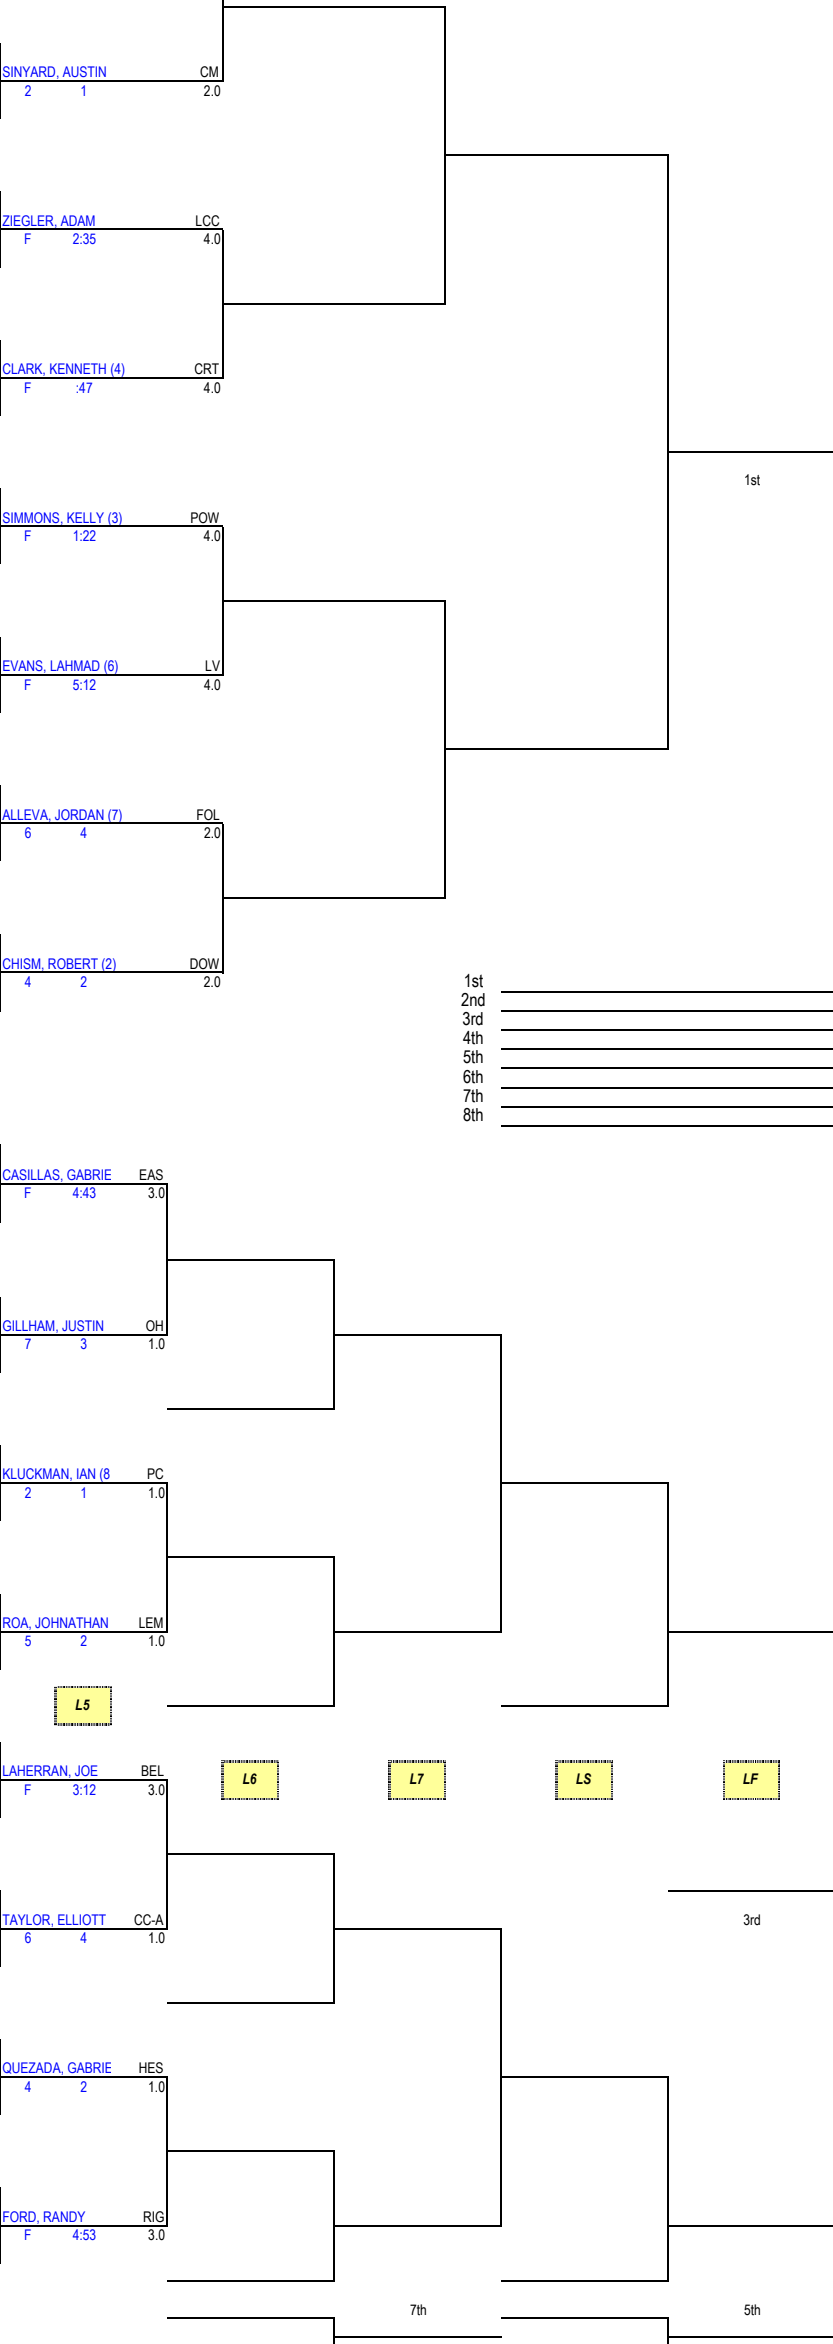 SINYARD, AUSTIN CM
2 1 2.0
ZIEGLER, ADAM LCC
F 2:35 4.0
CLARK, KENNETH (4) CRT
F :47 4.0
1st
SIMMONS, KELLY (3) POW
F 1:22 4.0
EVANS, LAHMAD (6) LV
F 5:12 4.0
ALLEVA, JORDAN (7) FOL
6 4 2.0
CHISM, ROBERT (2) DOW
4 2 2.0
1st
2nd
3rd
4th
5th
6th
7th
8th
CASILLAS, GABRIE EAS
F 4:43 3.0
GILLHAM, JUSTIN OH
7 3 1.0
KLUCKMAN, IAN (8 PC
2 1 1.0
ROA, JOHNATHAN LEM
5 2 1.0
L5
LAHERRAN, JOE BEL
F 3:12 3.0
L6 L7 LS LF
TAYLOR, ELLIOTT CC-A
6 4 1.0
3rd
QUEZADA, GABRIE HES
4 2 1.0
FORD, RANDY RIG
F 4:53 3.0
7th 5th